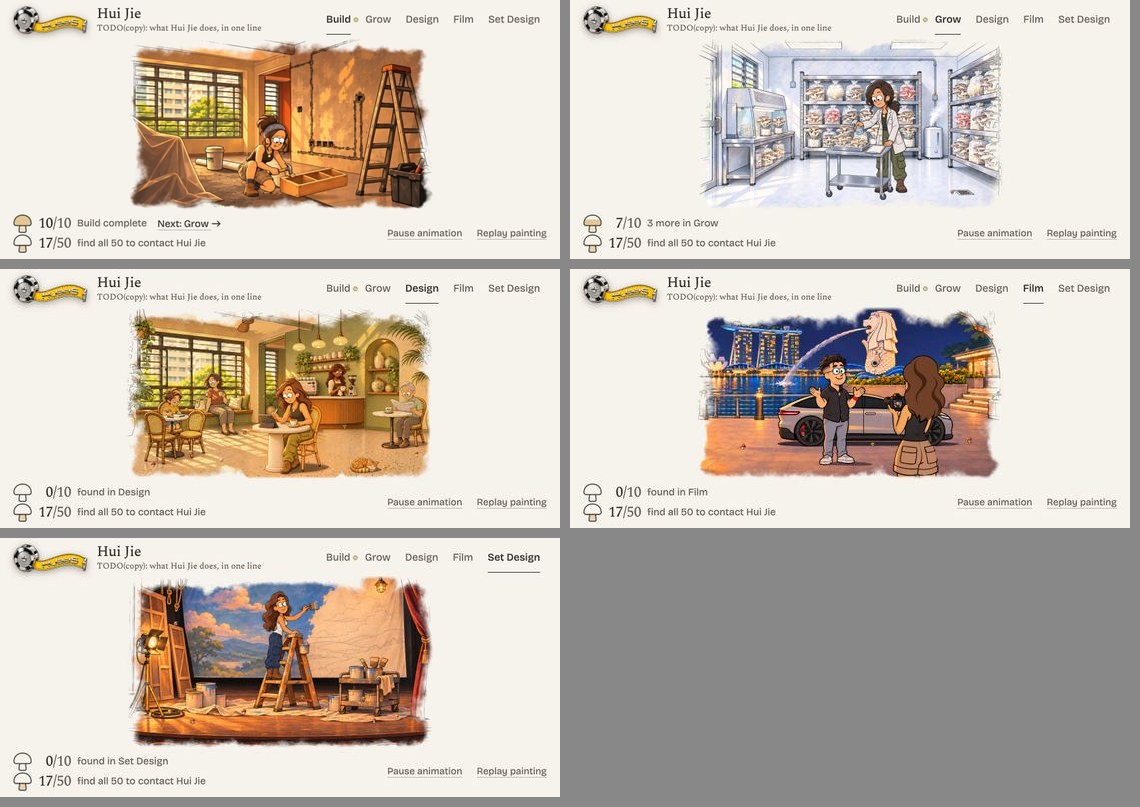 Hui Jie
TODO(copy): what Hui Jie does, in one line
Build Grow Design Film Set Design
10/10 Build complete Next: Grow →
17/50 find all 50 to contact Hui Jie
Pause animation Replay painting
Hui Jie
TODO(copy): what Hui Jie does, in one line
Build Grow Design Film Set Design
7/10 3 more in Grow
17/50 find all 50 to contact Hui Jie
Pause animation Replay painting
Hui Jie
TODO(copy): what Hui Jie does, in one line
Build Grow Design Film Set Design
0/10 found in Design
17/50 find all 50 to contact Hui Jie
Pause animation Replay painting
Hui Jie
TODO(copy): what Hui Jie does, in one line
Build Grow Design Film Set Design
0/10 found in Film
17/50 find all 50 to contact Hui Jie
Pause animation Replay painting
Hui Jie
TODO(copy): what Hui Jie does, in one line
Build Grow Design Film Set Design
0/10 found in Set Design
17/50 find all 50 to contact Hui Jie
Pause animation Replay painting